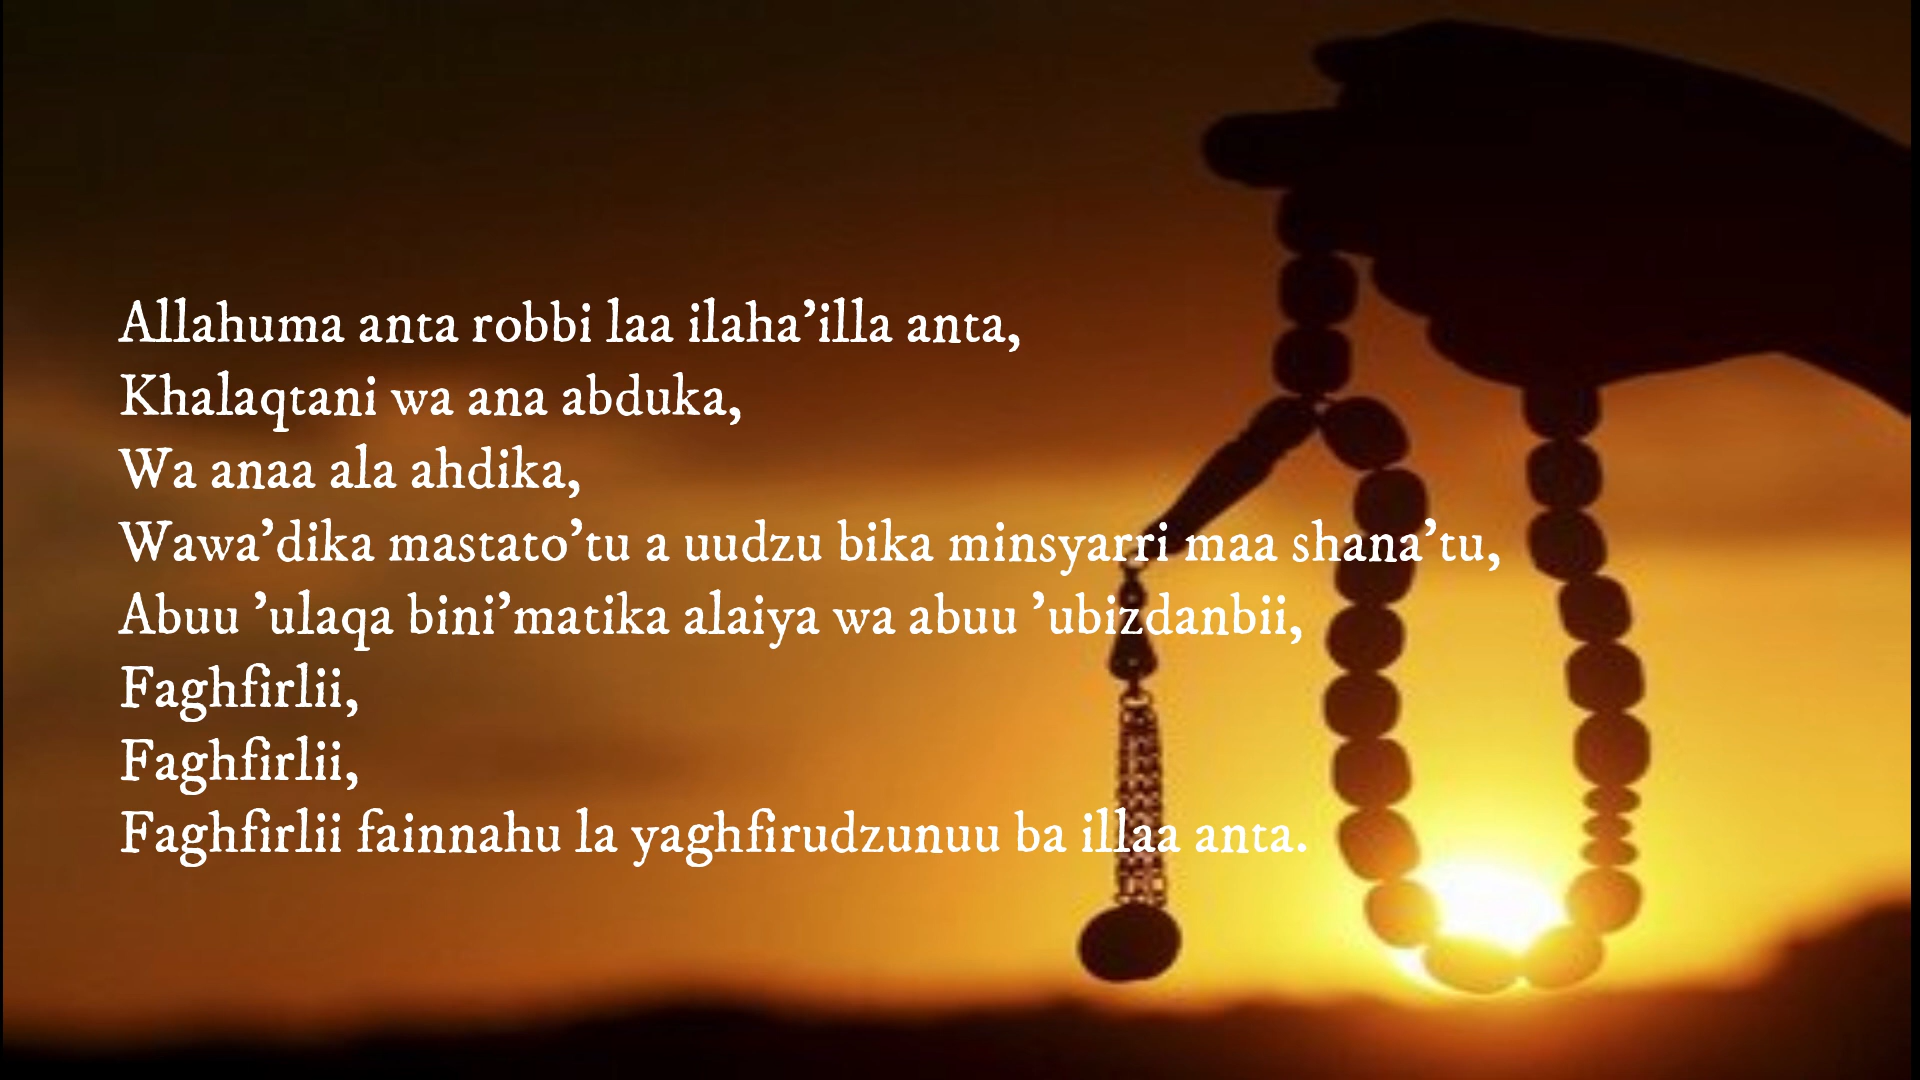 Allahuma anta robbi laa ilaha’illa anta,
Khalaqtani wa ana abduka,
Wa anaa ala ahdika,
Wawa’dika mastato’tu a uudzu bika minsyarri maa shana’tu,
Abuu ’ulaqa bini’matika alaiya wa abuu ’ubizdanbii,
Faghfirlii,
Faghfirlii,
Faghfirlii fainnahu la yaghfirudzunuu ba illaa anta.